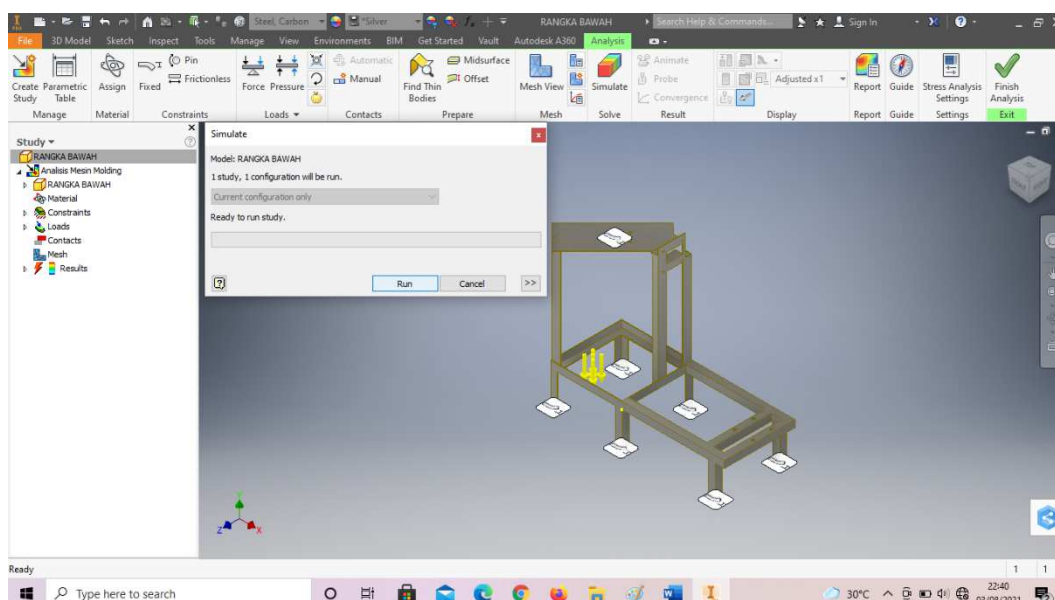 Steel, Carbon *Silver RANGKA BAWAH Search Help & Commands... Sign In
File 3D Model Sketch Inspect Tools Manage View Environments BIM Get Started Vault Autodesk A360 Analysis
Create Study
Parametric Table
Assign
Fixed
Pin
Frictionless
Force
Pressure
Automatic
Manual
Find Thin Bodies
Midsurface
Offset
Mesh View
Simulate
Animate
Probe
Convergence
Adjusted x1
Report
Guide
Stress Analysis Settings
Finish Analysis
Manage Material Constraints Loads Contacts Prepare Mesh Solve Result Display Report Guide Settings Exit
Study
RANGKA BAWAH
Analisis Mesin Molding
RANGKA BAWAH
Material
Constraints
Loads
Contacts
Mesh
Results
Simulate
Model: RANGKA BAWAH
1 study, 1 configuration will be run.
Current configuration only
Ready to run study.
Run Cancel >>
Y
Z
X
Ready 1 1
Type here to search 30°C 22:40
03/08/2021